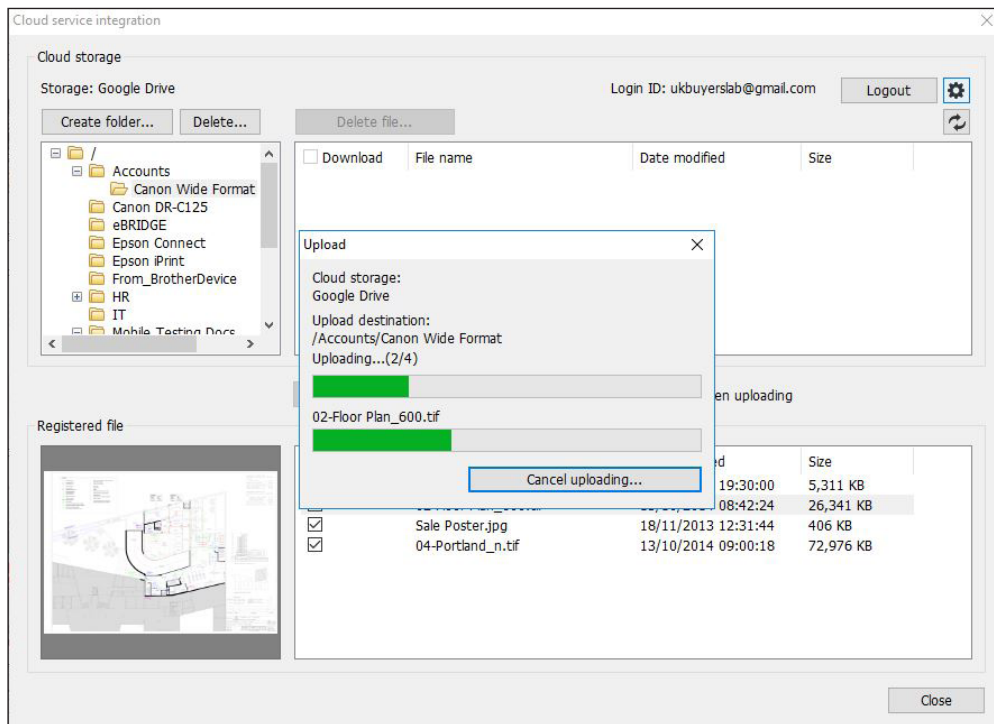 Cloud service integration
Cloud storage
Storage: Google Drive
Login ID: ukbuyerslab@gmail.com
Logout
Create folder...
Delete...
Delete file...
/
Accounts
Canon Wide Format
Canon DR-C125
eBRIDGE
Epson Connect
Epson iPrint
From_BrotherDevice
HR
IT
Mobile Testing Docs
Download File name Date modified Size
Upload
Cloud storage:
Google Drive
Upload destination:
/Accounts/Canon Wide Format
Uploading...(2/4)
02-Floor Plan_600.tif
Cancel uploading...
uploading
Registered file
Size
19:30:00 5,311 KB
08:42:24 26,341 KB
Sale Poster.jpg 18/11/2013 12:31:44 406 KB
04-Portland_n.tif 13/10/2014 09:00:18 72,976 KB
Close